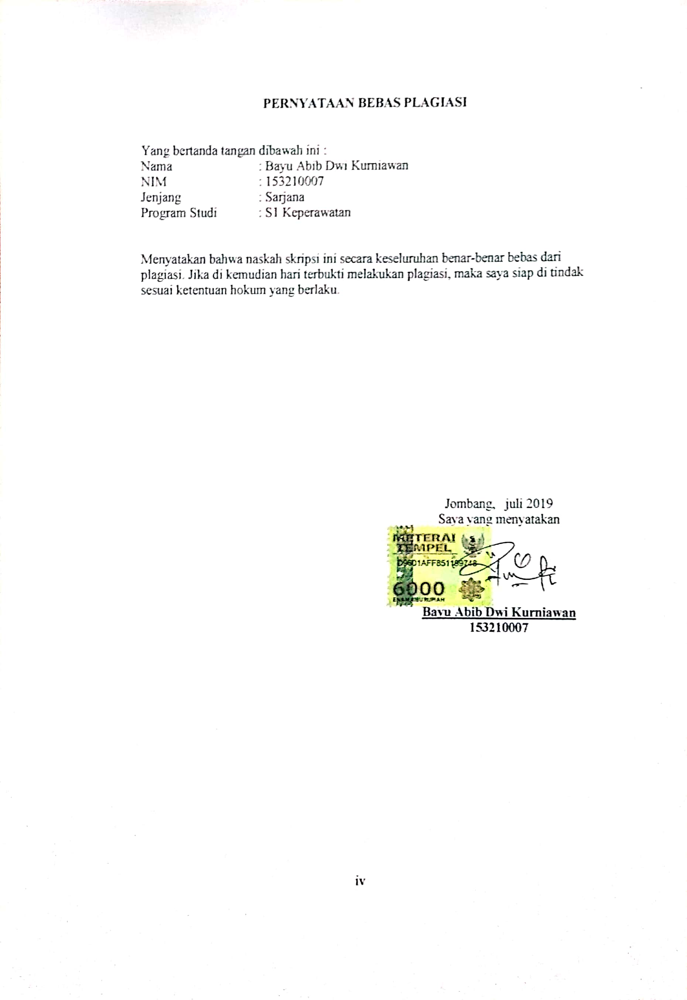 PERNYATAAN BEBAS PLAGIASI
Yang bertanda tangan dibawah ini :
Nama : Bayu Abib Dwi Kurniawan
NIM : 153210007
Jenjang : Sarjana
Program Studi : S1 Keperawatan
Menyatakan bahwa naskah skripsi ini secara keseluruhan benar-benar bebas dari
plagiasi. Jika di kemudian hari terbukti melakukan plagiasi, maka saya siap di tindak
sesuai ketentuan hokum yang berlaku.
Jombang, juli 2019
Saya yang menyatakan
METERAI
TEMPEL
6000
ENAM RIBU RUPIAH
Bayu Abib Dwi Kurniawan
153210007
iv